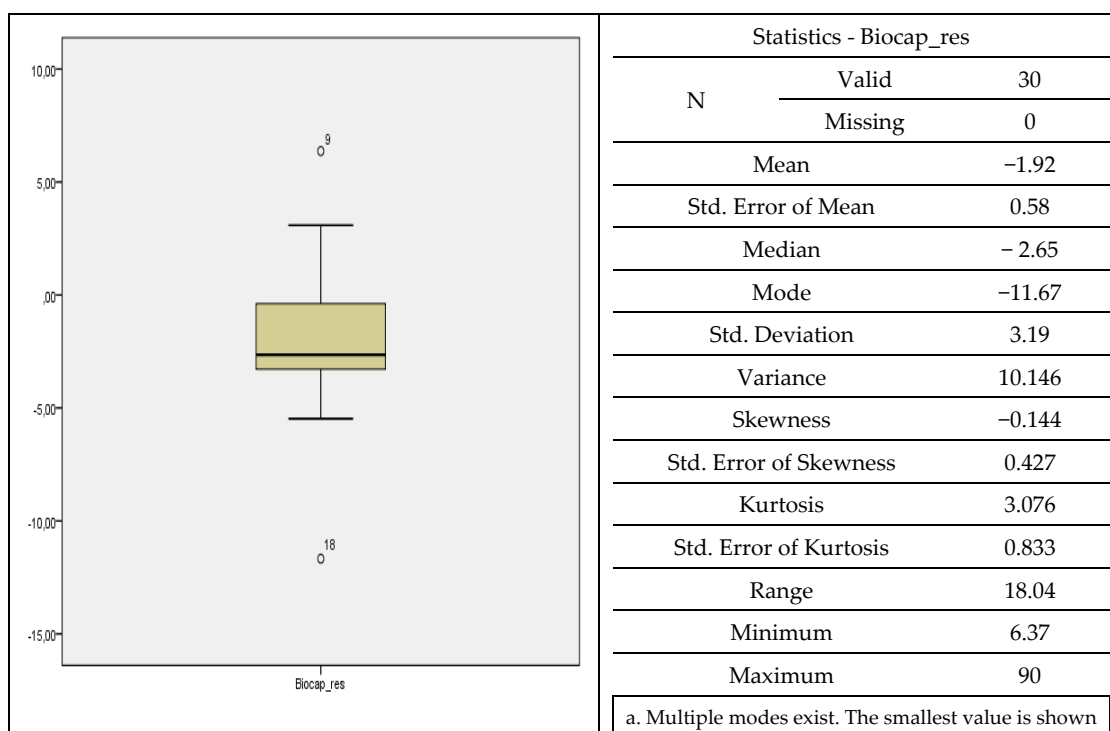 10,00
5,00
,00
-5,00
-10,00
-15,00
9
18
Biocap_res
Statistics - Biocap_res
N Valid 30
Missing 0
Mean −1.92
Std. Error of Mean 0.58
Median − 2.65
Mode −11.67
Std. Deviation 3.19
Variance 10.146
Skewness −0.144
Std. Error of Skewness 0.427
Kurtosis 3.076
Std. Error of Kurtosis 0.833
Range 18.04
Minimum 6.37
Maximum 90
a. Multiple modes exist. The smallest value is shown